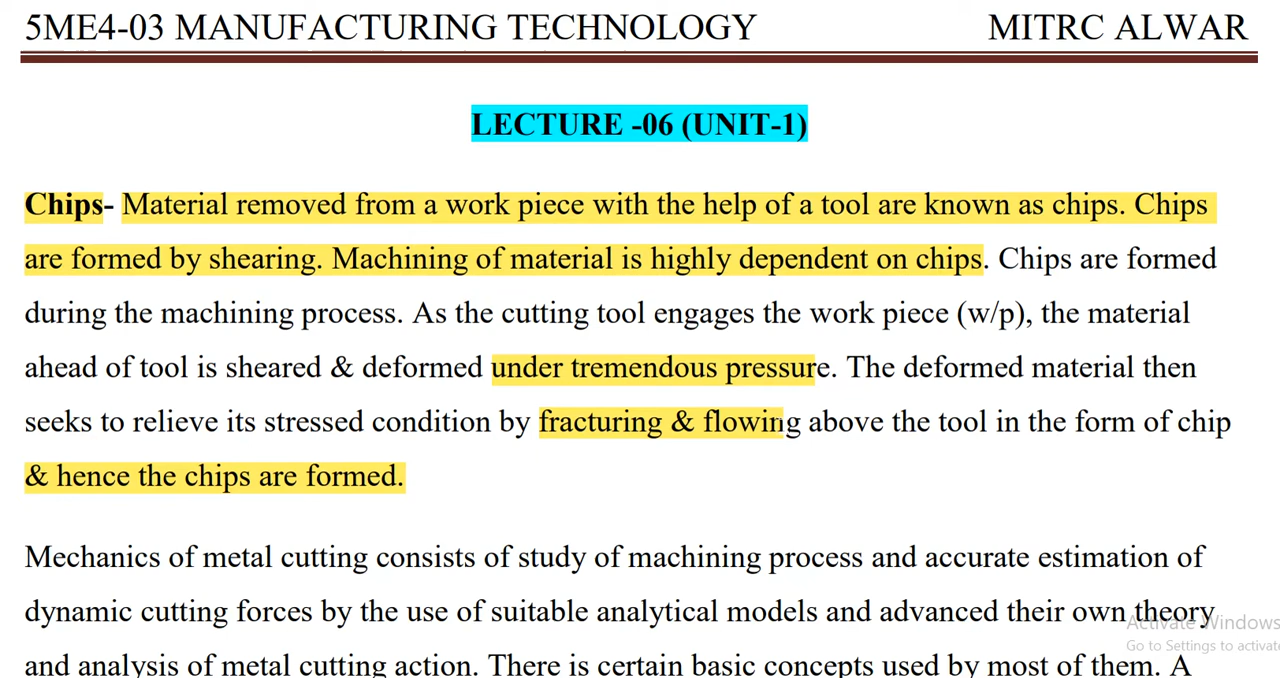 5ME4-03 MANUFACTURING TECHNOLOGY MITRC ALWAR
LECTURE -06 (UNIT-1)
Chips- Material removed from a work piece with the help of a tool are known as chips. Chips
are formed by shearing. Machining of material is highly dependent on chips. Chips are formed
during the machining process. As the cutting tool engages the work piece (w/p), the material
ahead of tool is sheared & deformed under tremendous pressure. The deformed material then
seeks to relieve its stressed condition by fracturing & flowing above the tool in the form of chip
& hence the chips are formed.
Mechanics of metal cutting consists of study of machining process and accurate estimation of
dynamic cutting forces by the use of suitable analytical models and advanced their own theory
and analysis of metal cutting action. There is certain basic concepts used by most of them. A
Activate Windows
Go to Settings to activate